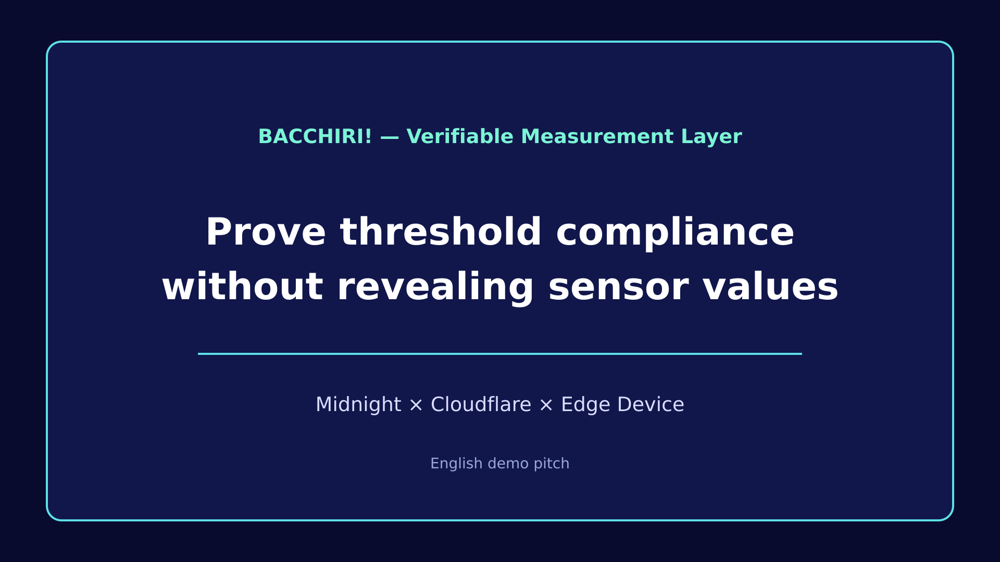 BACCHIRI! — Verifiable Measurement Layer
Prove threshold compliance
without revealing sensor values
Midnight × Cloudflare × Edge Device
English demo pitch